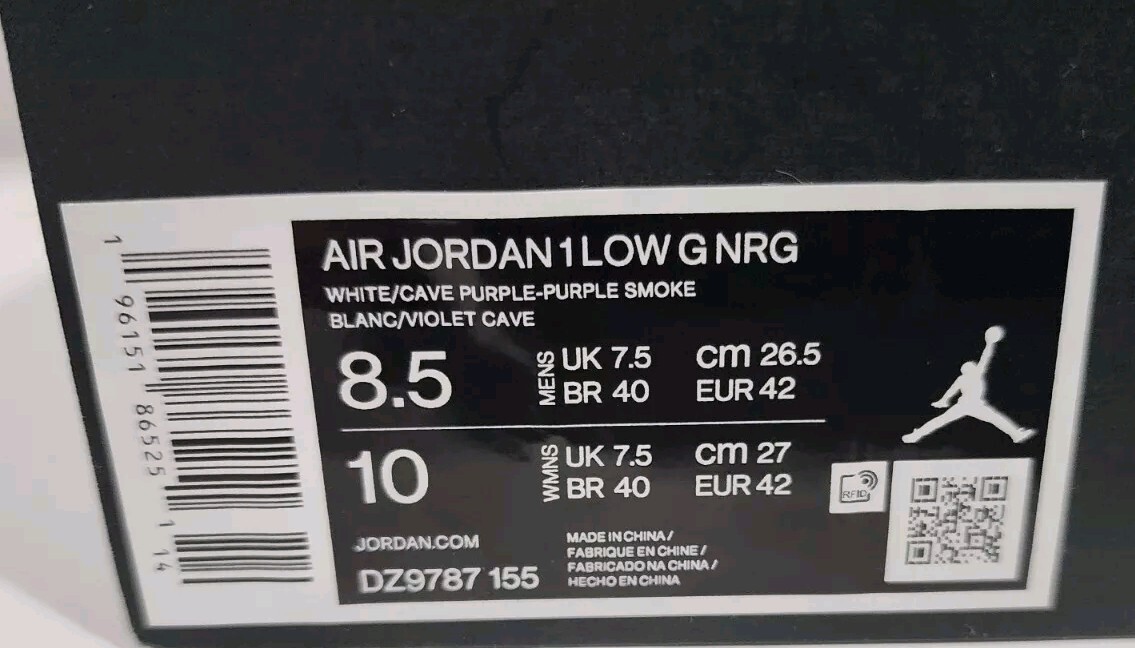 AIR JORDAN 1 LOW G NRG
WHITE/CAVE PURPLE-PURPLE SMOKE
BLANC/VIOLET CAVE
8.5 MENS UK 7.5 cm 26.5
BR 40 EUR 42
10 WMNS UK 7.5 cm 27
BR 40 EUR 42
RFID
JORDAN.COM
DZ9787 155
MADE IN CHINA /
FABRIQUE EN CHINE /
FABRICADO NA CHINA /
HECHO EN CHINA
1 96151 86525 1 14